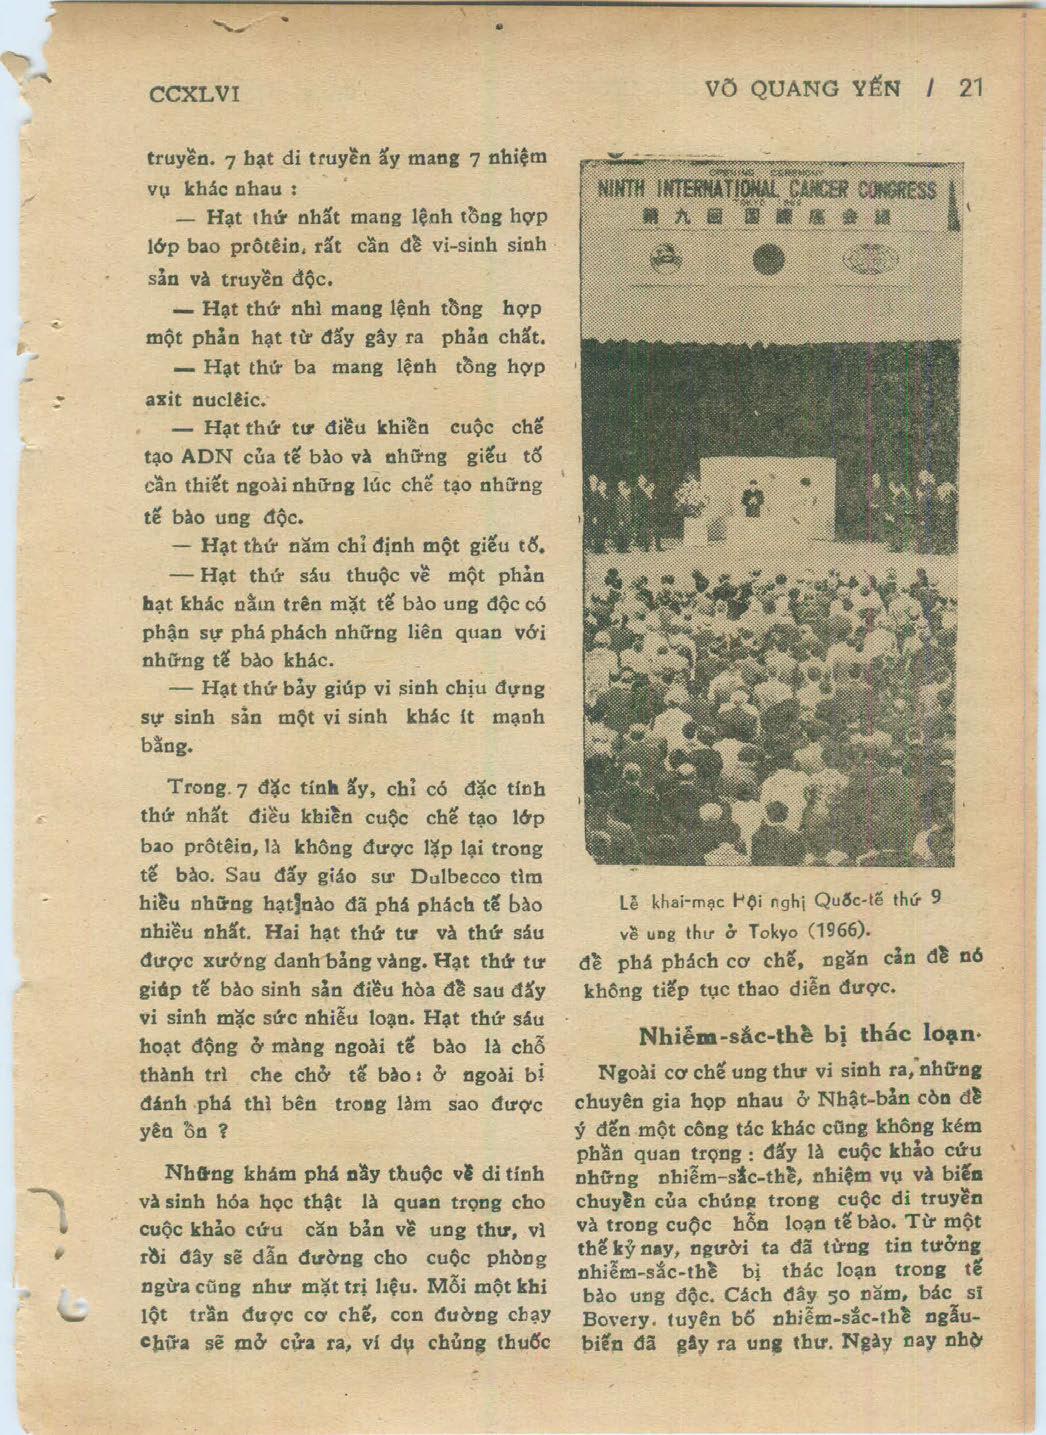 CCXLVI
VÕ QUANG YẾN / 21
truyền. 7 hạt di truyền ấy mang 7 nhiệm
vụ khác nhau :
— Hạt thứ nhất mang lệnh tổng hợp
lớp bao prôtêin, rất cần để vi-sinh sinh
sản và truyền độc.
— Hạt thứ nhì mang lệnh tổng hợp
một phản hạt từ đấy gây ra phản chất.
— Hạt thứ ba mang lệnh tổng hợp
axit nuclêic.
— Hạt thứ tư điều khiển cuộc chế
tạo ADN của tế bào và những giếu tố
cần thiết ngoài những lúc chế tạo những
tế bào ung độc.
— Hạt thứ năm chỉ định một giếu tố.
— Hạt thứ sáu thuộc về một phản
hạt khác nằm trên mặt tế bào ung độc có
phận sự phá phách những liên quan với
những tế bào khác.
— Hạt thứ bảy giúp vi sinh chịu đựng
sự sinh sản một vi sinh khác ít mạnh
bằng.
Trong 7 đặc tính ấy, chỉ có đặc tính
thứ nhất điều khiển cuộc chế tạo lớp
bao prôtêin, là không được lặp lại trong
tế bào. Sau đấy giáo sư Dulbecco tìm
hiểu những hạt nào đã phá phách tế bào
nhiều nhất. Hai hạt thứ tư và thứ sáu
được xướng danh bảng vàng. Hạt thứ tư
giúp tế bào sinh sản điều hòa để sau đấy
vi sinh mặc sức nhiễu loạn. Hạt thứ sáu
hoạt động ở màng ngoài tế bào là chỗ
thành trì che chở tế bào : ở ngoài bị
đánh phá thì bên trong làm sao được
yên ổn ?
Những khám phá nầy thuộc về di tính
và sinh hóa học thật là quan trọng cho
cuộc khảo cứu căn bản về ung thư, vì
rồi đây sẽ dẫn đường cho cuộc phòng
ngừa cũng như mặt trị liệu. Mỗi một khi
lột trần được cơ chế, con đường chạy
chữa sẽ mở cửa ra, ví dụ chủng thuốc
OPENING CEREMONY
NINTH INTERNATIONAL CANCER CONGRESS
TOKYO 1966
第九回国際癌会議
Lễ khai-mạc Hội nghị Quốc-tế thứ 9
về ung thư ở Tokyo (1966).
để phá phách cơ chế, ngăn cản để nó
không tiếp tục thao diễn được.
Nhiễm-sắc-thể bị thác loạn.
Ngoài cơ chế ung thư vi sinh ra, những
chuyên gia họp nhau ở Nhật-bản còn để
ý đến một công tác khác cũng không kém
phần quan trọng : đấy là cuộc khảo cứu
những nhiễm-sắc-thể, nhiệm vụ và biến
chuyển của chúng trong cuộc di truyền
và trong cuộc hỗn loạn tế bào. Từ một
thế kỷ nay, người ta đã từng tin tưởng
nhiễm-sắc-thể bị thác loạn trong tế
bào ung độc. Cách đây 50 năm, bác sĩ
Bovery. tuyên bố nhiễm-sắc-thể ngẫu-
biến đã gây ra ung thư. Ngày nay nhờ